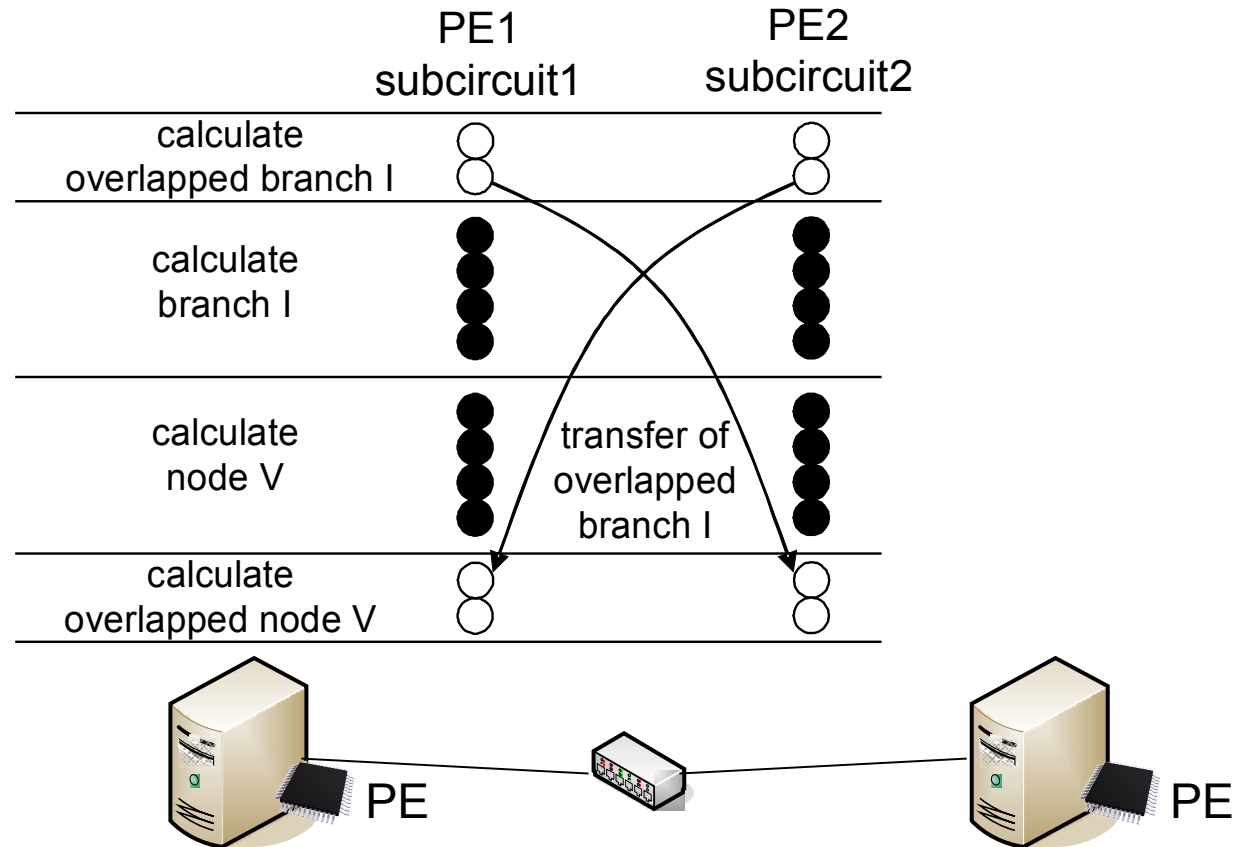 PE1
subcircuit1
PE2
subcircuit2
calculate
overlapped branch I
calculate
branch I
calculate
node V
transfer of
overlapped
branch I
calculate
overlapped node V
PE
PE